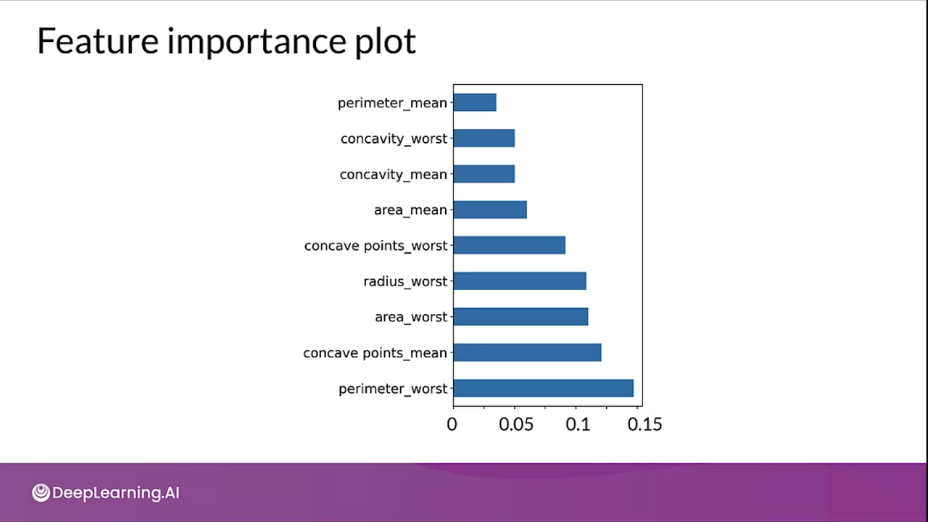 Feature importance plot
perimeter_mean
concavity_worst
concavity_mean
area_mean
concave points_worst
radius_worst
area_worst
concave points_mean
perimeter_worst
0 0.05 0.1 0.15
DeepLearning.AI